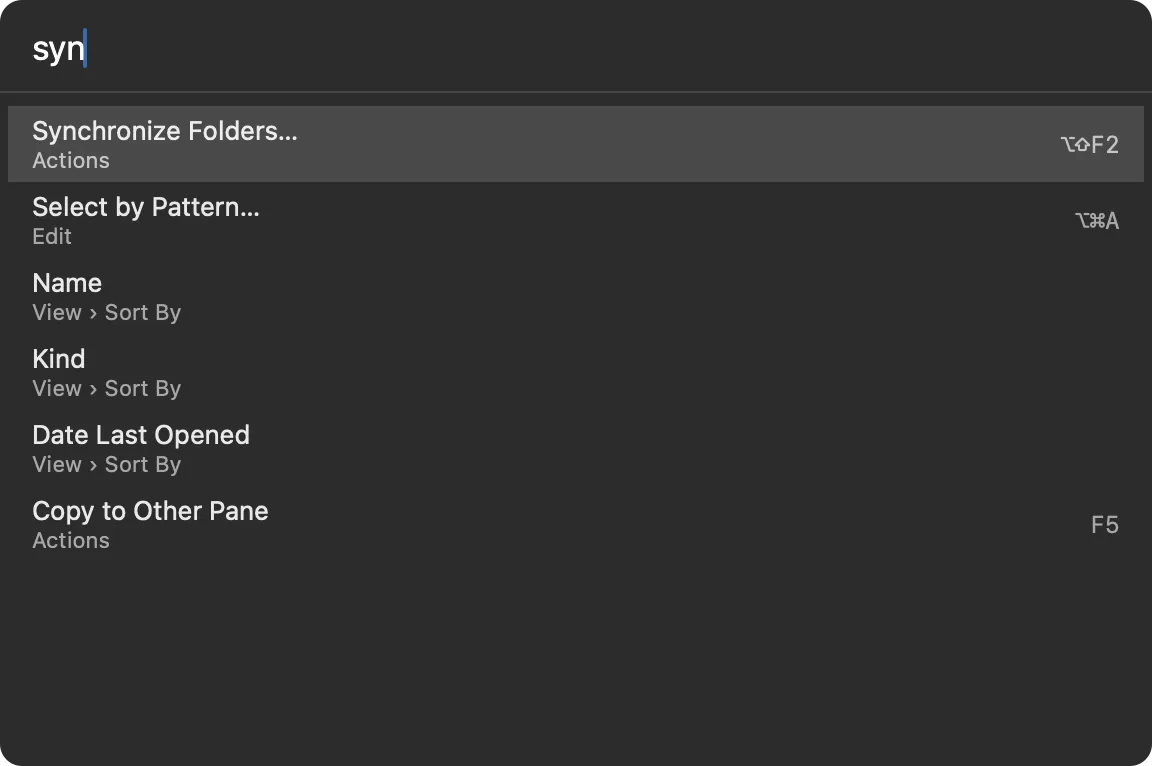 syn
Synchronize Folders...
Actions
⌥⇧F2
Select by Pattern...
Edit
⌥⌘A
Name
View › Sort By
Kind
View › Sort By
Date Last Opened
View › Sort By
Copy to Other Pane
Actions
F5